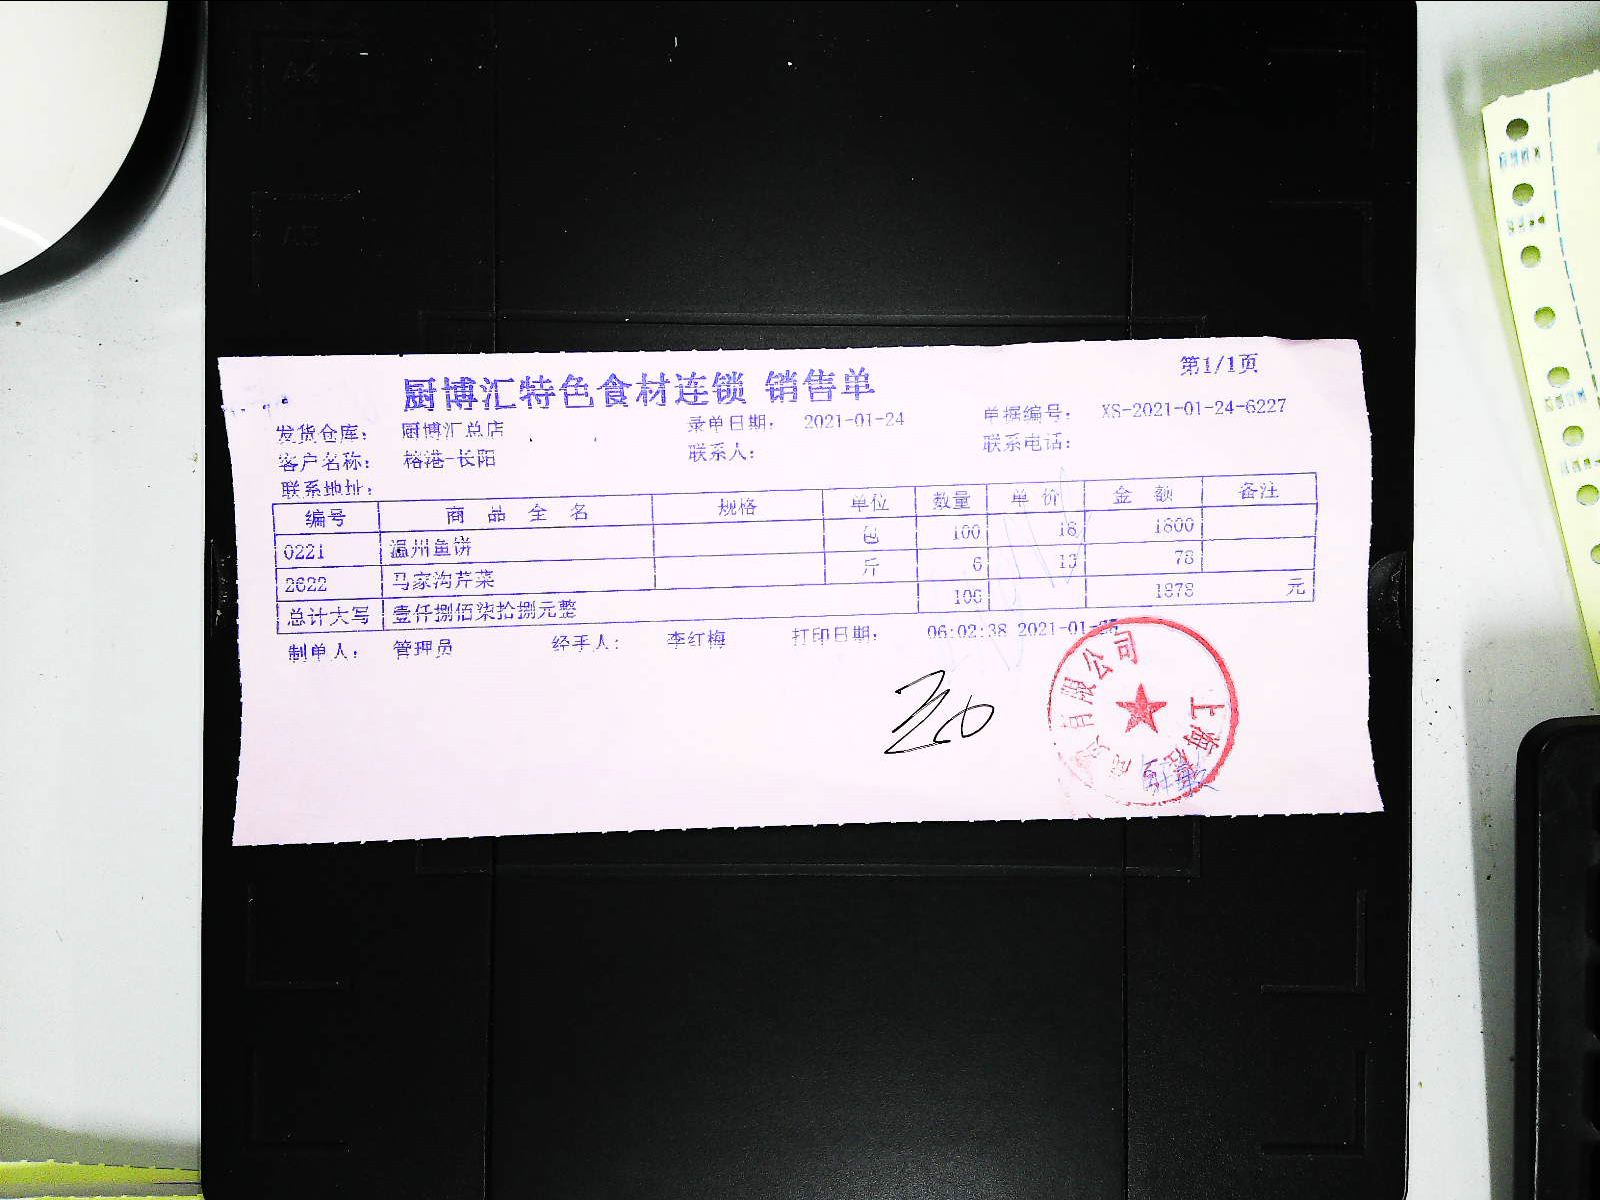 第1/1页
厨博汇特色食材连锁 销售单
发货仓库： 厨博汇总店 录单日期： 2021-01-24 单据编号： XS-2021-01-24-6227
客户名称： 榕港-长阳 联系人： 联系电话：
联系地址：
编号 商品全名 规格 单位 数量 单价 金额 备注
0221 温州鱼饼 包 100 18 1800
2622 马家沟芹菜 斤 6 13 78
总计大写 壹仟捌佰柒拾捌元整 106 1878 元
制单人： 管理员 经手人： 李红梅 打印日期： 06:02:38 2021-01-
上海
有限公司